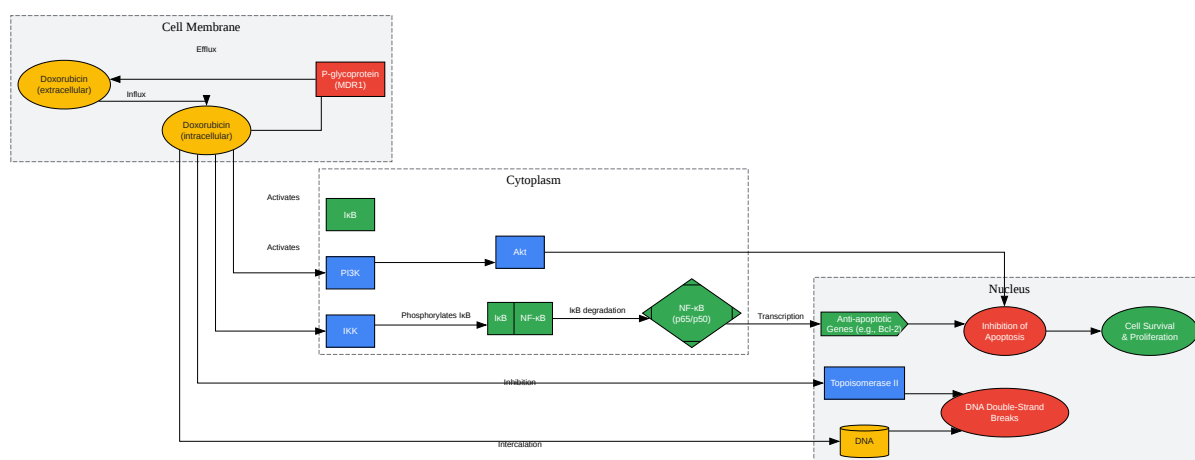 Cell Membrane
Efflux
Doxorubicin
(extracellular)
P-glycoprotein
(MDR1)
Influx
Doxorubicin
(intracellular)
Cytoplasm
Activates
IκB
Activates
Akt
PI3K
Nucleus
IKK
Phosphorylates IκB
IκB
NF-κB
IκB degradation
NF-κB
(p65/p50)
Transcription
Anti-apoptotic
Genes (e.g., Bcl-2)
Inhibition of
Apoptosis
Cell Survival
& Proliferation
Inhibition
Topoisomerase II
DNA Double-Strand
Breaks
Intercalation
DNA